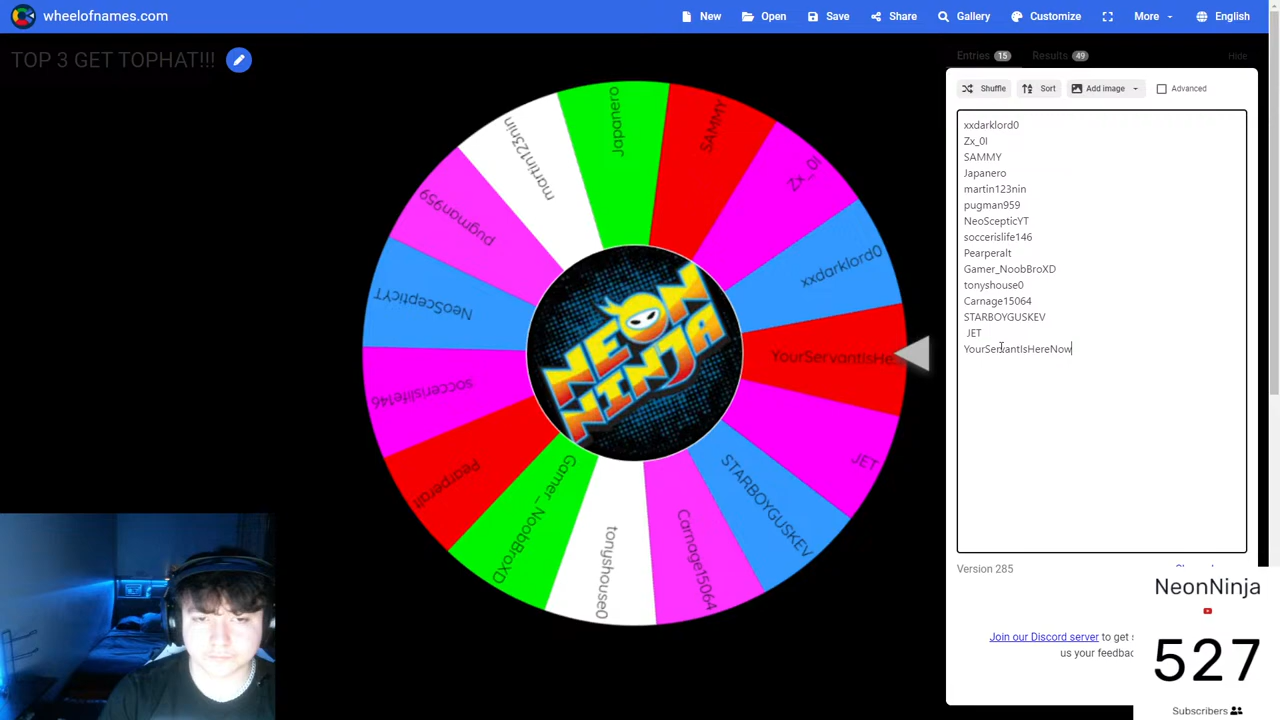 wheelofnames.com
New
Open
Save
Share
Gallery
Customize
More
English
TOP 3 GET TOPHAT!!!
Entries 15
Results 49
Hide
Shuffle
Sort
Add image
Advanced
xxdarklord0
Zx_0I
SAMMY
Japanero
martin123nin
pugman959
NeoScepticYT
soccerislife146
Pearperalt
Gamer_NoobBroXD
tonyshouse0
Carnage15064
STARBOYGUSKEV
JET
YourServantIsHereNow
Japanero
SAMMY
Zx_0I
xxdarklord0
YourServantIsHe...
JET
STARBOYGUSKEV
Carnage15064
tonyshouse0
Gamer_NoobBroXD
Pearperalt
soccerislife146
NeoScepticYT
pugman959
martin123nin
NEON
NINJA
Version 285
Join our Discord server to get
us your feedbac
NeonNinja
527
Subscribers